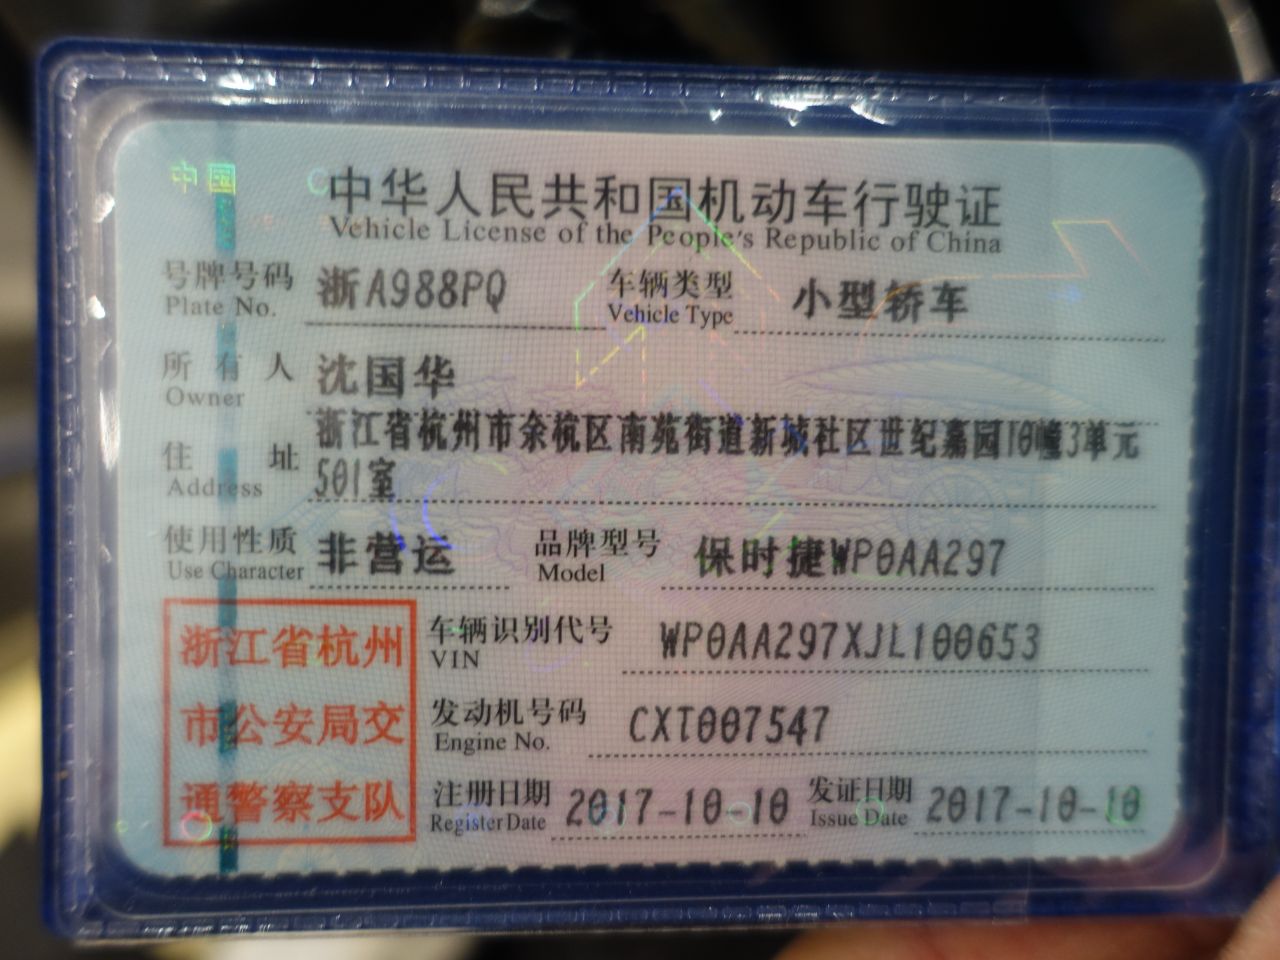 中国
中华人民共和国机动车行驶证
Vehicle License of the People's Republic of China
号牌号码 浙A988PQ 车辆类型 小型轿车
Plate No. Vehicle Type
所有人 沈国华
Owner
住址 浙江省杭州市余杭区南苑街道新城社区世纪嘉园10幢3单元
Address 501室
使用性质 非营运 品牌型号 保时捷WP0AA297
Use Character Model
浙江省杭州 车辆识别代号 WP0AA297XJL100653
VIN
市公安局交 发动机号码 CXT007547
Engine No.
通警察支队 注册日期 2017-10-10 发证日期 2017-10-10
Register Date Issue Date